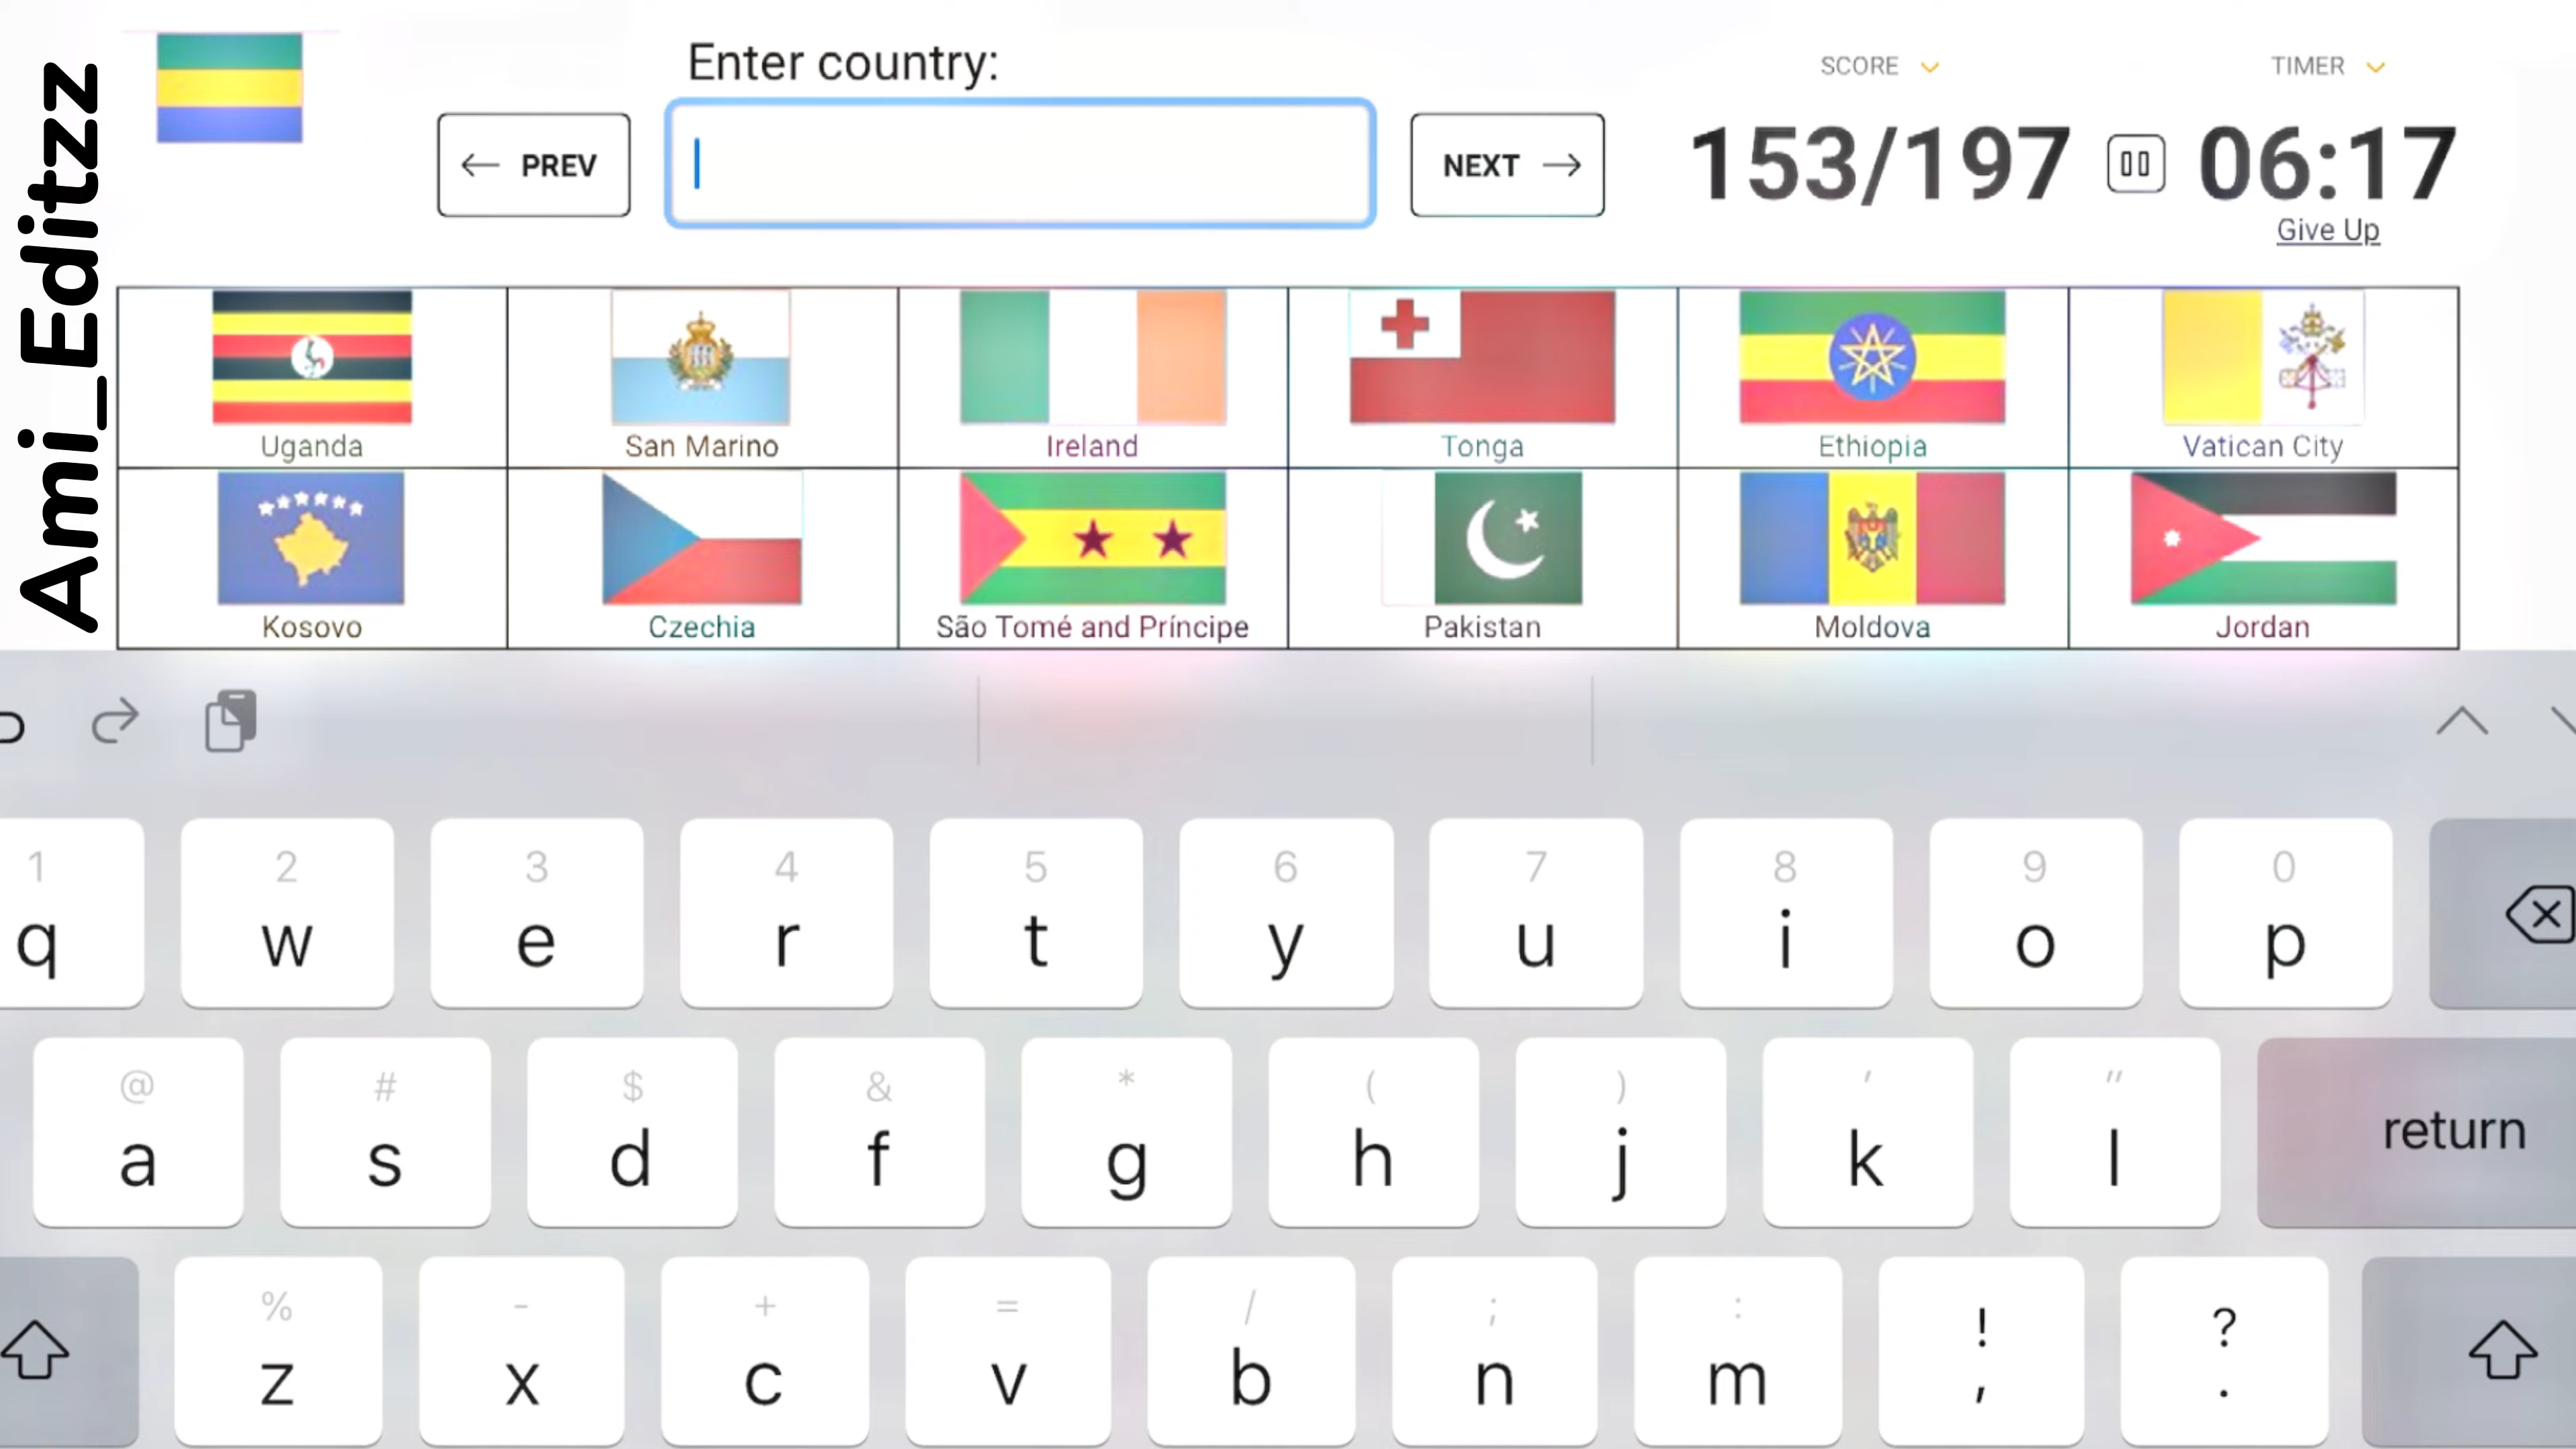 Ami_Editzz
Enter country:
← PREV
NEXT →
SCORE
153/197
TIMER
06:17
Give Up
Uganda San Marino Ireland Tonga Ethiopia Vatican City
Kosovo Czechia São Tomé and Príncipe Pakistan Moldova Jordan
1 2 3 4 5 6 7 8 9 0
q w e r t y u i o p
@ # $ & * ( ) ' "
a s d f g h j k l return
% - + = / ; : ! ?
z x c v b n m , .